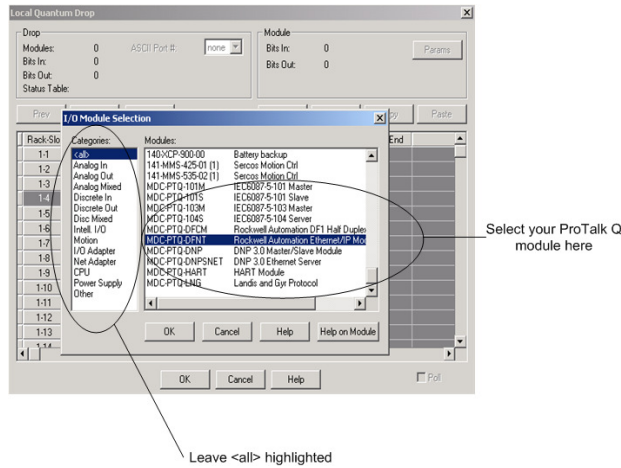 Local Quantum Drop
Drop
Modules: 0 ASCII Port #: none
Bits In: 0
Bits Out: 0
Status Table:
Module
Bits In: 0
Bits Out: 0
Params
Prev
Paste
Rack-Slo
End
1-1
1-2
1-3
1-4
1-5
1-6
1-7
1-8
1-9
1-10
1-11
1-12
1-13
1-14
I/O Module Selection
Categories:
<all>
Analog In
Analog Out
Analog Mixed
Discrete In
Discrete Out
Disc Mixed
Intell. I/O
Motion
I/O Adapter
Net Adapter
CPU
Power Supply
Other
Modules:
140-XCP-900-00 Battery backup
141-MMS-425-01 (1) Sercos Motion Ctrl
141-MMS-535-02 (1) Sercos Motion Ctrl
MDC-PTQ-101M IEC6087-5-101 Master
MDC-PTQ-101S IEC6087-5-101 Slave
MDC-PTQ-103M IEC6087-5-103 Master
MDC-PTQ-104S IEC6087-5-104 Server
MDC-PTQ-DFCM Rockwell Automation DF1 Half Duplex
MDC-PTQ-DFNT Rockwell Automation Ethernet/IP Mo
MDC-PTQ-DNP DNP 3.0 Master/Slave Module
MDC-PTQ-DNPSNET DNP 3.0 Ethernet Server
MDC-PTQ-HART HART Module
MDC-PTQ-LNG Landis and Gyr Protocol
OK Cancel Help Help on Module
OK Cancel Help
Poll
Select your ProTalk Q
module here
Leave <all> highlighted